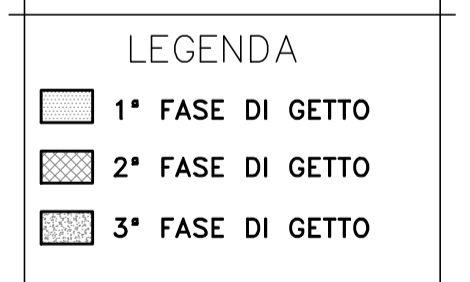 LEGENDA
1ª FASE DI GETTO
2ª FASE DI GETTO
3ª FASE DI GETTO